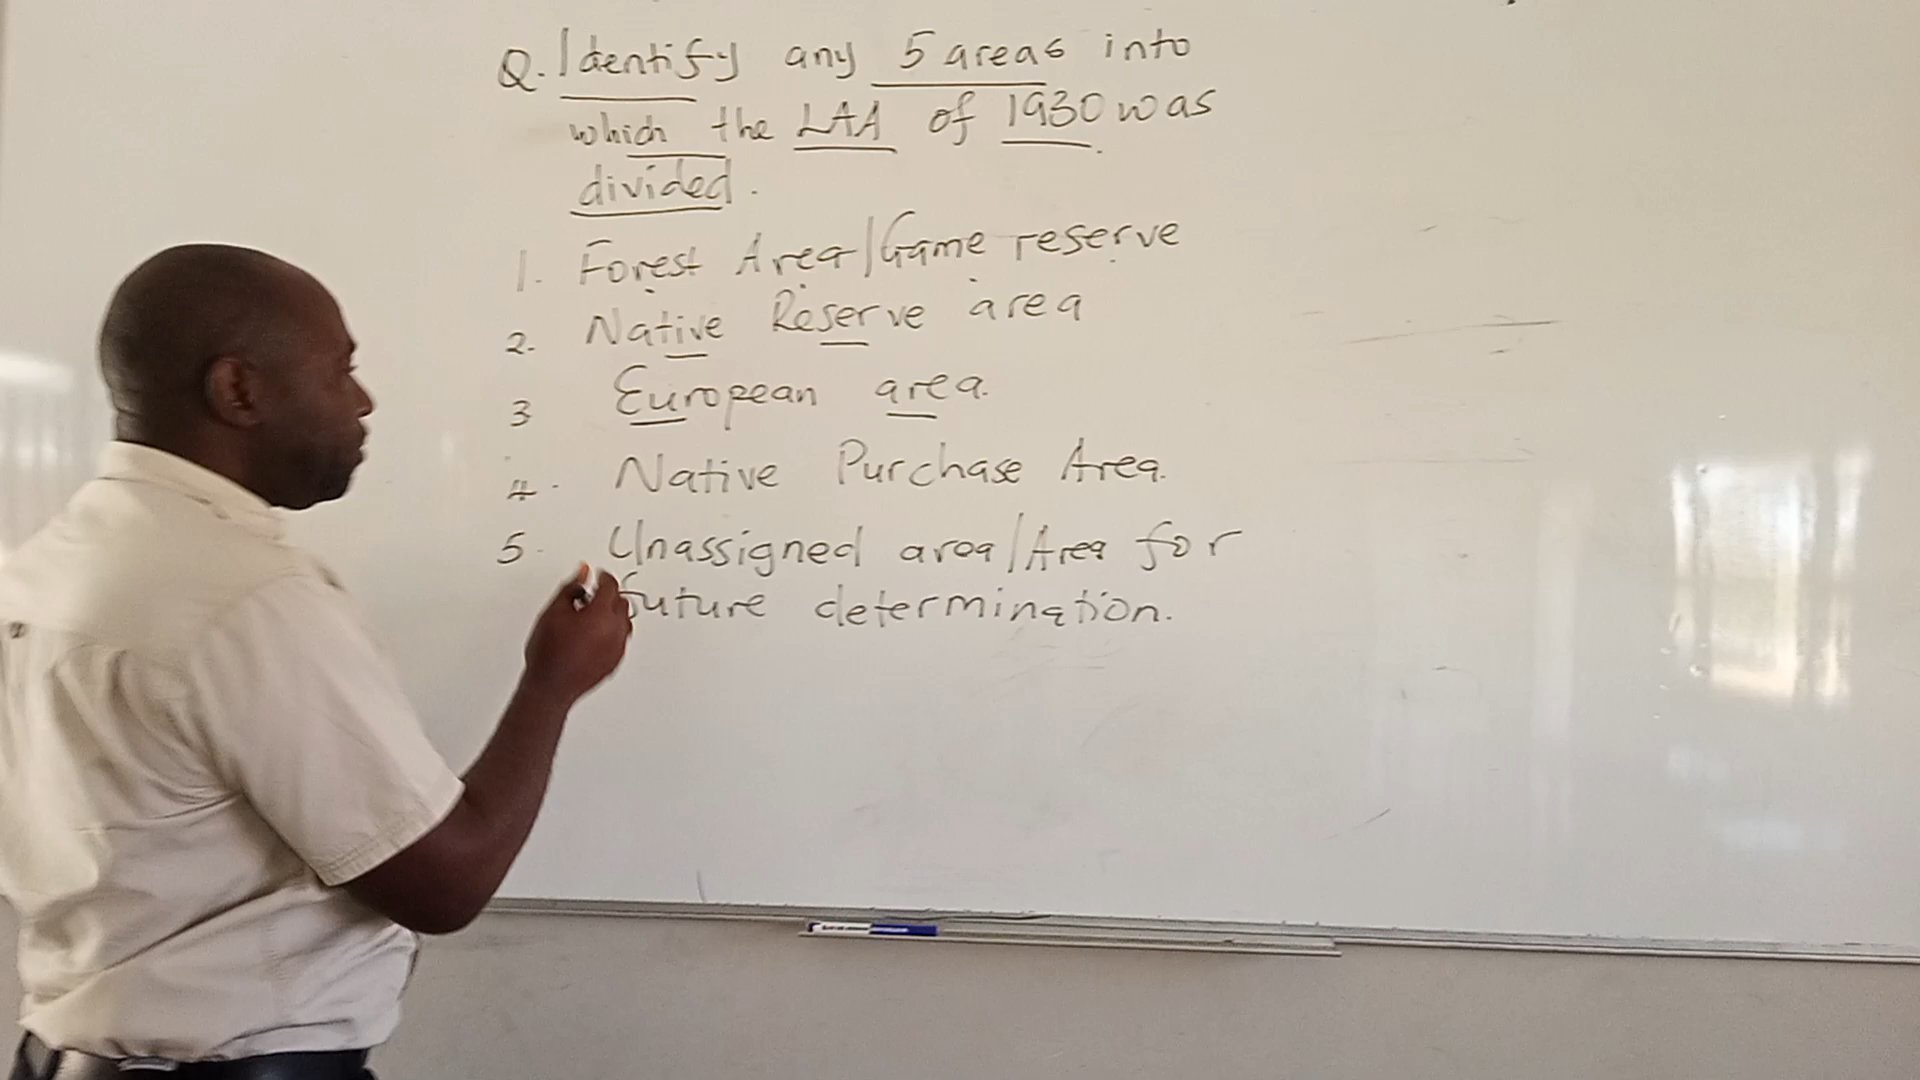 Q. Identify any 5 areas into
which the LAA of 1930 was
divided.
1. Forest Area/Game reserve
2. Native Reserve area
3 European area.
4. Native Purchase Area.
5. Unassigned area/Area for
future determination.